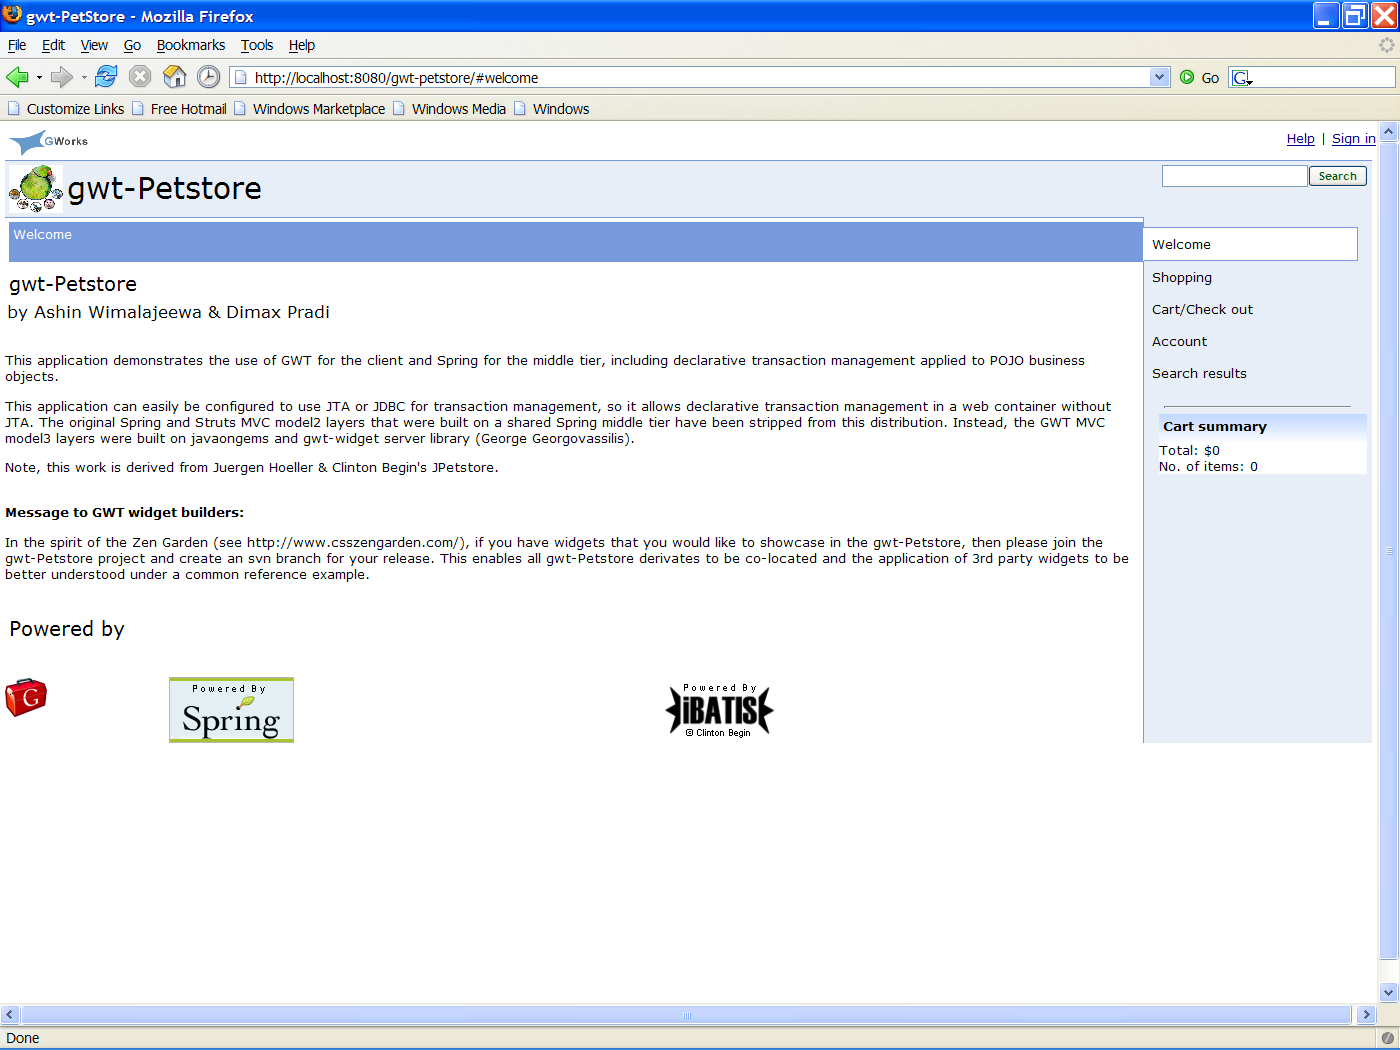 gwt-PetStore - Mozilla Firefox
File Edit View Go Bookmarks Tools Help
http://localhost:8080/gwt-petstore/#welcome Go G
Customize Links Free Hotmail Windows Marketplace Windows Media Windows
GWorks Help | Sign in
gwt-Petstore Search
Welcome
Welcome
Shopping
Cart/Check out
Account
Search results
Cart summary
Total: $0
No. of items: 0
gwt-Petstore
by Ashin Wimalajeewa & Dimax Pradi
This application demonstrates the use of GWT for the client and Spring for the middle tier, including declarative transaction management applied to POJO business
objects.
This application can easily be configured to use JTA or JDBC for transaction management, so it allows declarative transaction management in a web container without
JTA. The original Spring and Struts MVC model2 layers that were built on a shared Spring middle tier have been stripped from this distribution. Instead, the GWT MVC
model3 layers were built on javaongems and gwt-widget server library (George Georgovassilis).
Note, this work is derived from Juergen Hoeller & Clinton Begin's JPetstore.
Message to GWT widget builders:
In the spirit of the Zen Garden (see http://www.csszengarden.com/), if you have widgets that you would like to showcase in the gwt-Petstore, then please join the
gwt-Petstore project and create an svn branch for your release. This enables all gwt-Petstore derivates to be co-located and the application of 3rd party widgets to be
better understood under a common reference example.
Powered by
G
Powered By
Spring
Powered By
iBATIS
© Clinton Begin
Done